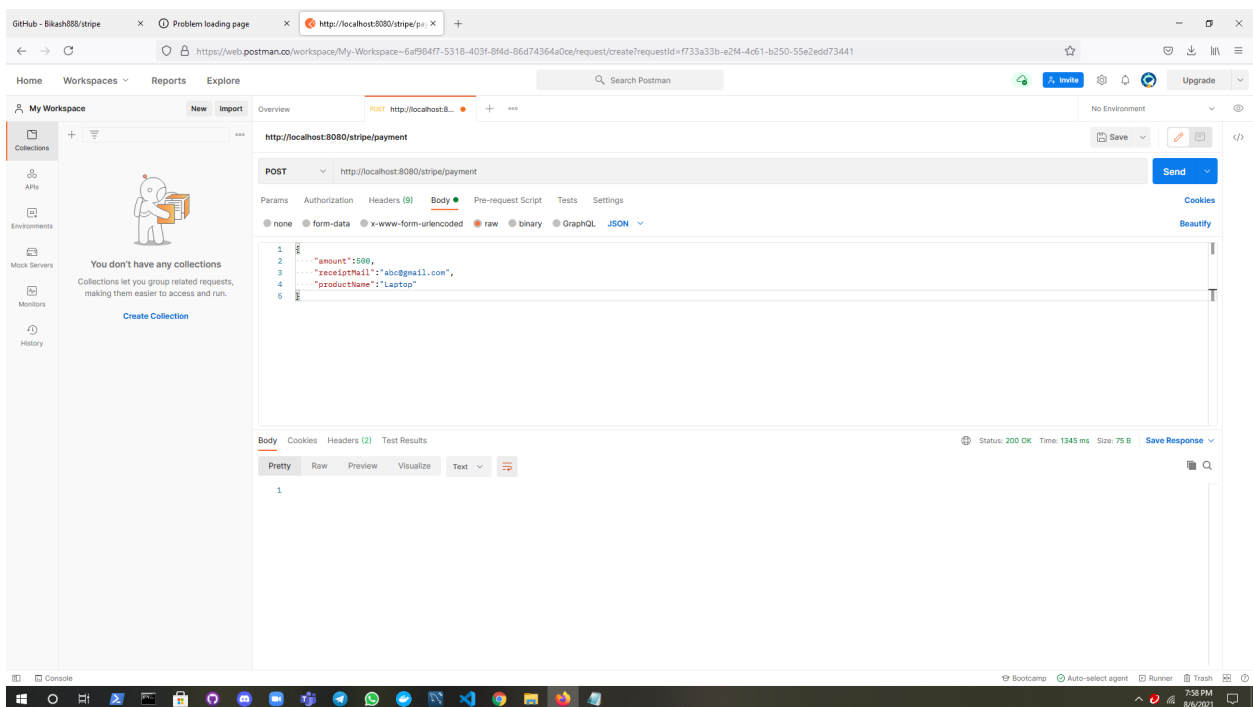 GitHub - Bikash888/stripe
Problem loading page
http://localhost:8080/stripe/pay
https://web.postman.co/workspace/My-Workspace~6af984f7-5318-403f-8f4d-86d74364a0ce/request/create?requestId=f733a33b-e2f4-4c61-b250-55e2edd73441
Home Workspaces Reports Explore
Search Postman
Invite
Upgrade
My Workspace
New Import
Overview
POST http://localhost:8...
No Environment
Collections
APIs
Environments
Mock Servers
Monitors
History
You don't have any collections
Collections let you group related requests,
making them easier to access and run.
Create Collection
http://localhost:8080/stripe/payment
Save
POST http://localhost:8080/stripe/payment
Send
Params Authorization Headers (9) Body Pre-request Script Tests Settings
Cookies
none form-data x-www-form-urlencoded raw binary GraphQL JSON
Beautify
1 {
2 "amount":500,
3 "receiptMail":"abc@gmail.com",
4 "productName":"Laptop"
5 }
Body Cookies Headers (2) Test Results
Status: 200 OK Time: 1345 ms Size: 75 B Save Response
Pretty Raw Preview Visualize Text
1
Console
Bootcamp Auto-select agent Runner Trash
7:58 PM
8/6/2021